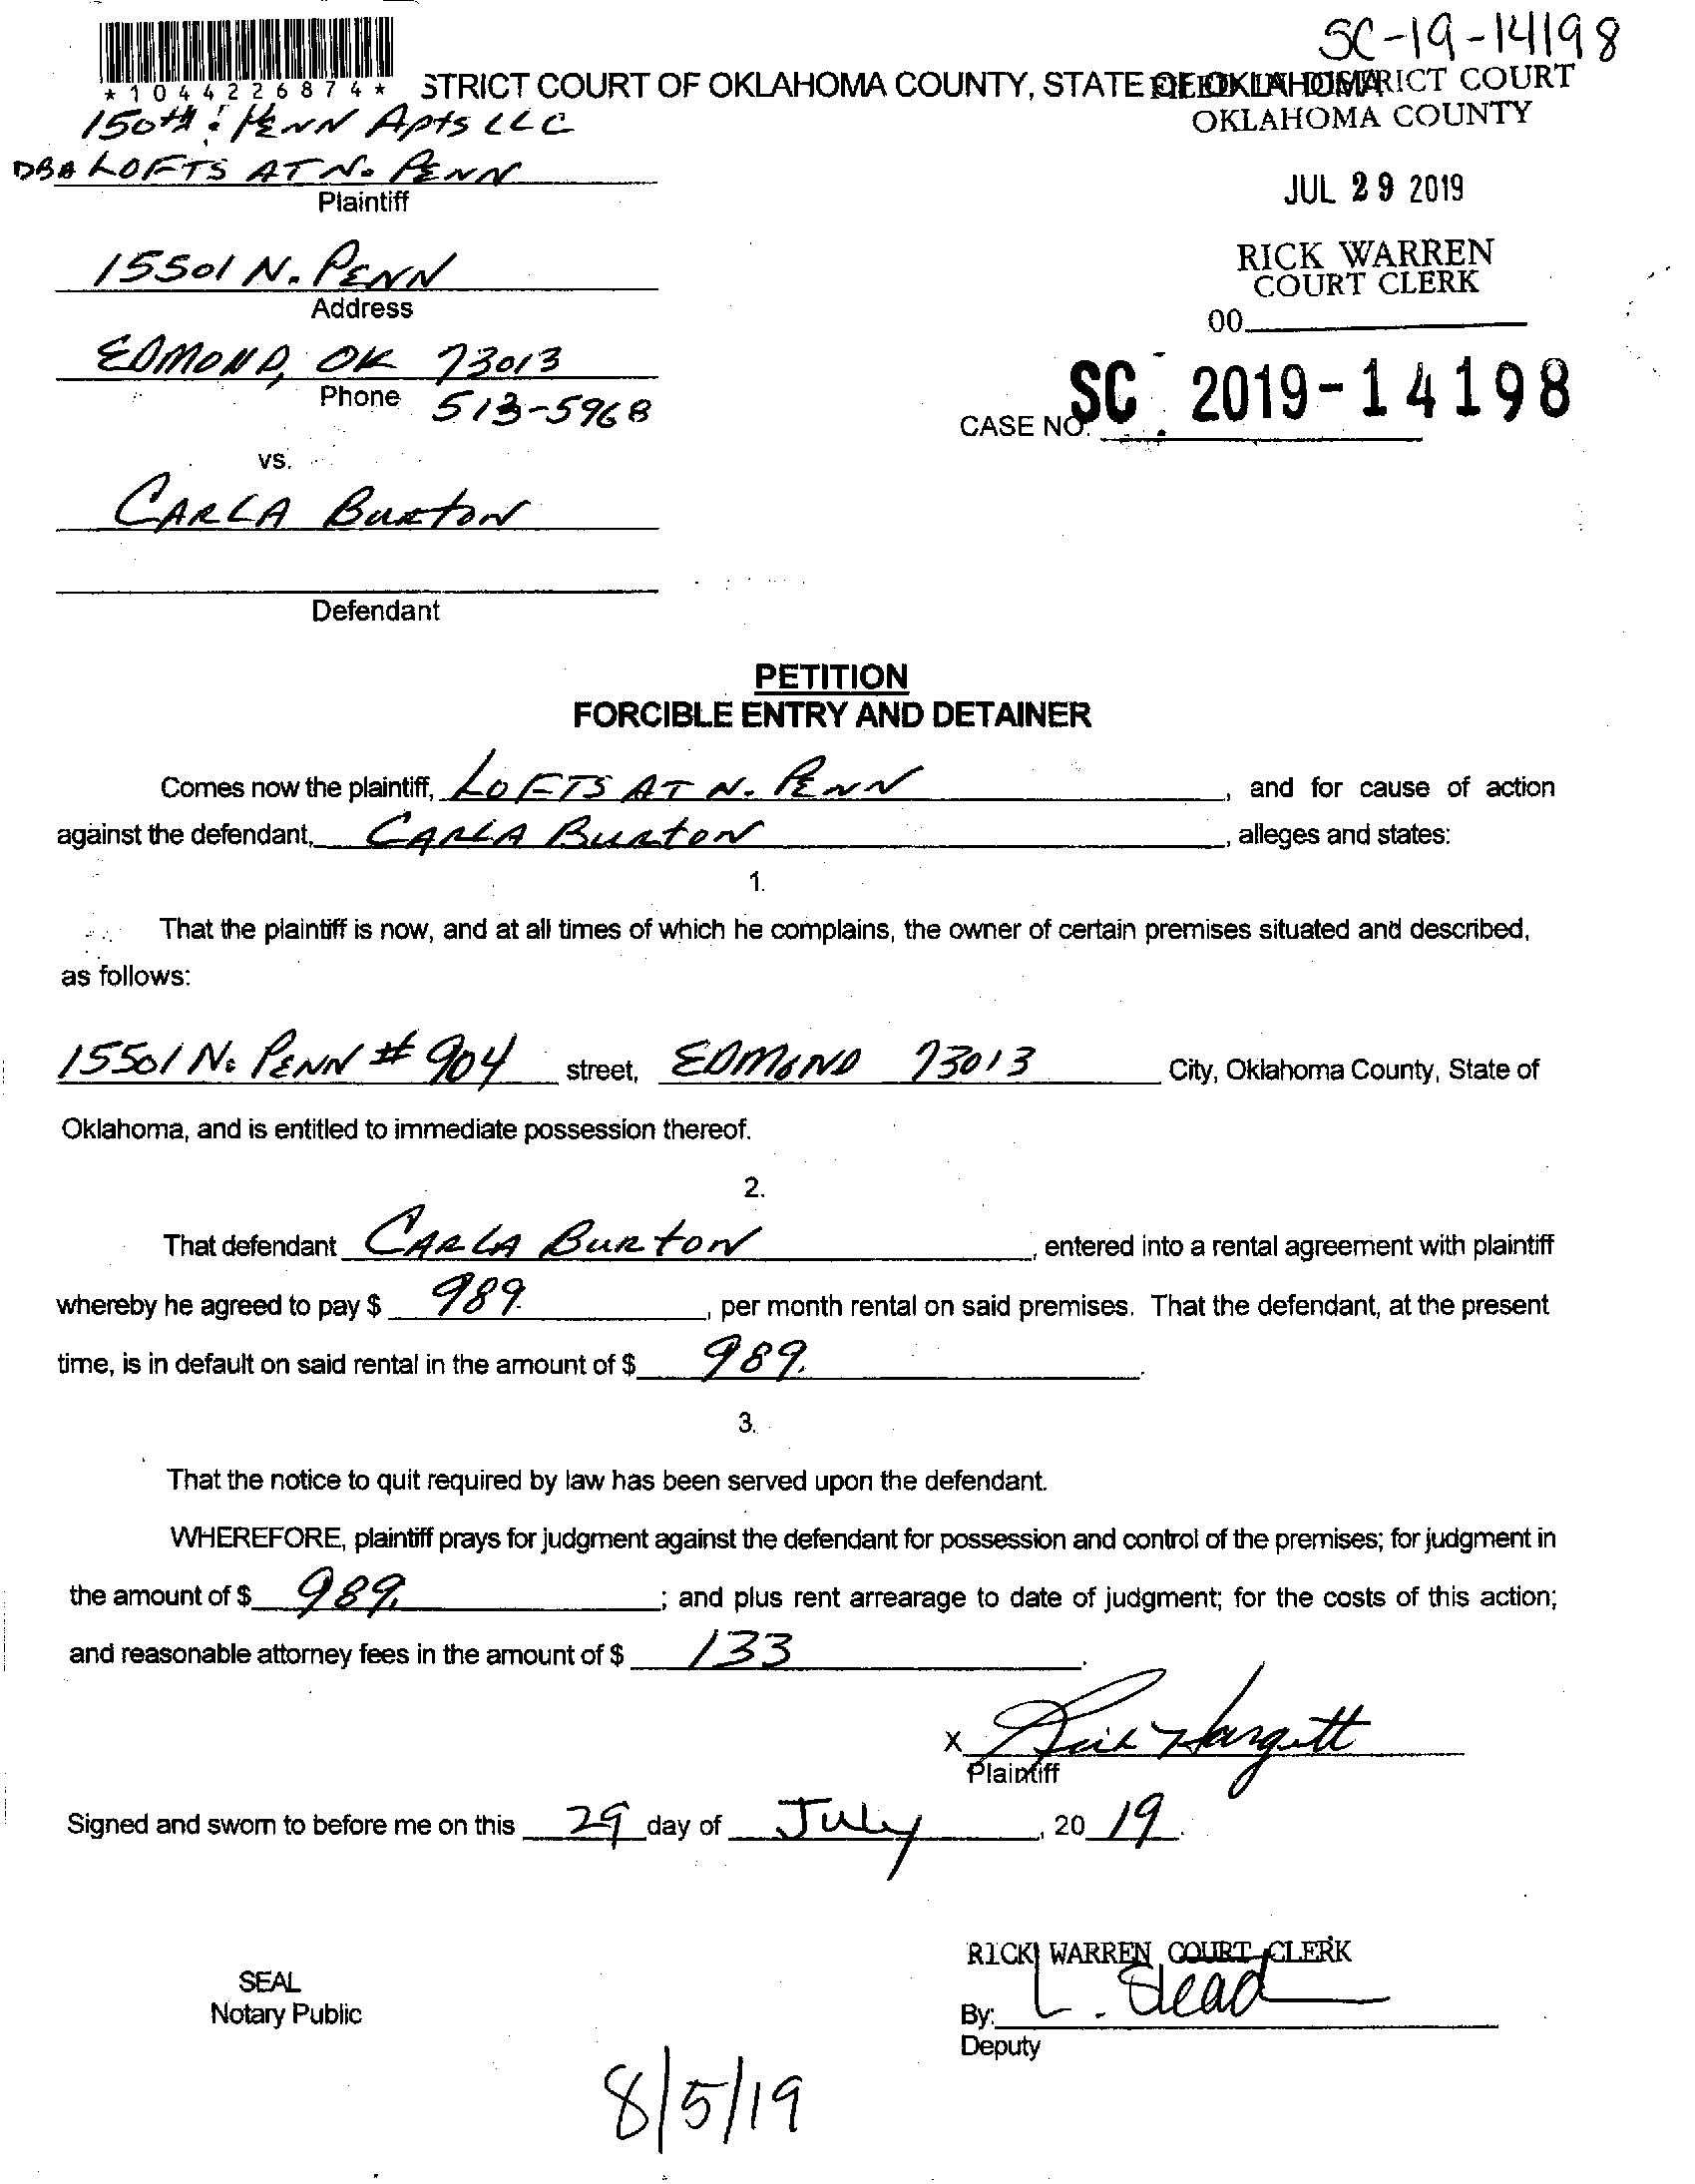 SC-19-14198
*1044226874*
STRICT COURT OF OKLAHOMA COUNTY, STATE OF OKLAHOMA
FILED IN DISTRICT COURT
OKLAHOMA COUNTY
150th & PENN Apts LLC
DBA LOFTS AT N. PENN
Plaintiff
JUL 29 2019
15501 N. PENN
Address
RICK WARREN
COURT CLERK
00
EDMOND, OK 73013
Phone 513-5968
CASE NO. SC 2019-14198
vs.
CARLA BURTON
Defendant
PETITION
FORCIBLE ENTRY AND DETAINER
Comes now the plaintiff, LOFTS AT N. PENN, and for cause of action
against the defendant, CARLA BURTON, alleges and states:
1.
That the plaintiff is now, and at all times of which he complains, the owner of certain premises situated and described,
as follows:
15501 N. PENN # 904 street, EDMOND 73013 City, Oklahoma County, State of
Oklahoma, and is entitled to immediate possession thereof.
2.
That defendant CARLA BURTON, entered into a rental agreement with plaintiff
whereby he agreed to pay $ 989., per month rental on said premises. That the defendant, at the present
time, is in default on said rental in the amount of $ 989.
3.
That the notice to quit required by law has been served upon the defendant.
WHEREFORE, plaintiff prays for judgment against the defendant for possession and control of the premises; for judgment in
the amount of $ 989.; and plus rent arrearage to date of judgment; for the costs of this action;
and reasonable attorney fees in the amount of $ 133.
x Rick Hargett
Plaintiff
Signed and sworn to before me on this 29 day of July, 20 19.
RICK WARREN COURT CLERK
SEAL
Notary Public
By: L. Stead
Deputy
8/5/19